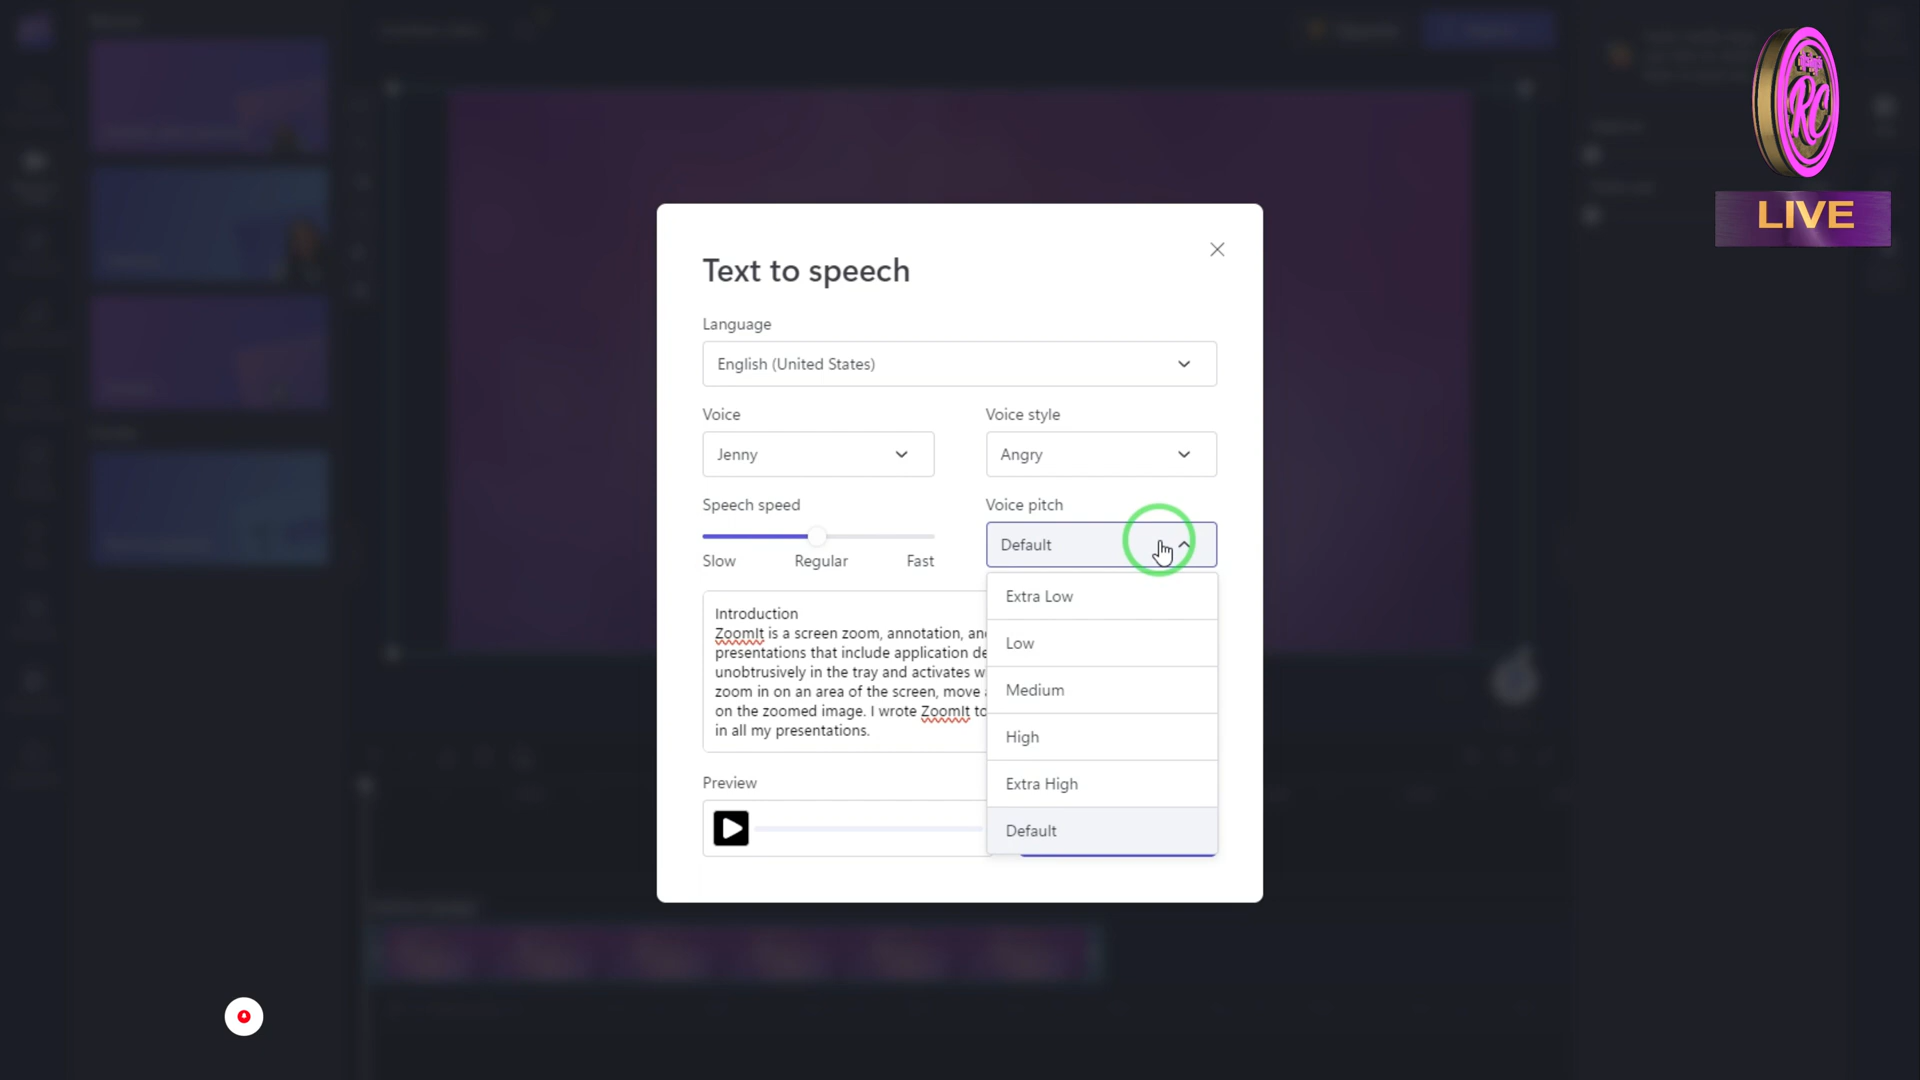 LIVE
Text to speech
Language
English (United States)
Voice
Voice style
Jenny
Angry
Speech speed
Voice pitch
Default
Slow
Regular
Fast
Extra Low
Low
Medium
High
Extra High
Default
Introduction
ZoomIt is a screen zoom, annotation, an
presentations that include application de
unobtrusively in the tray and activates w
zoom in on an area of the screen, move
on the zoomed image. I wrote ZoomIt to
in all my presentations.
Preview